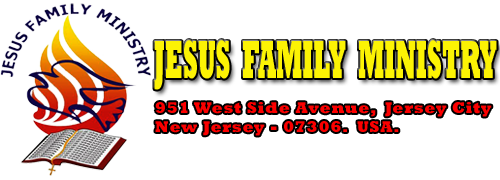 JESUS FAMILY MINISTRY
JESUS FAMILY MINISTRY
951 West Side Avenue, Jersey City
New Jersey - 07306. USA.